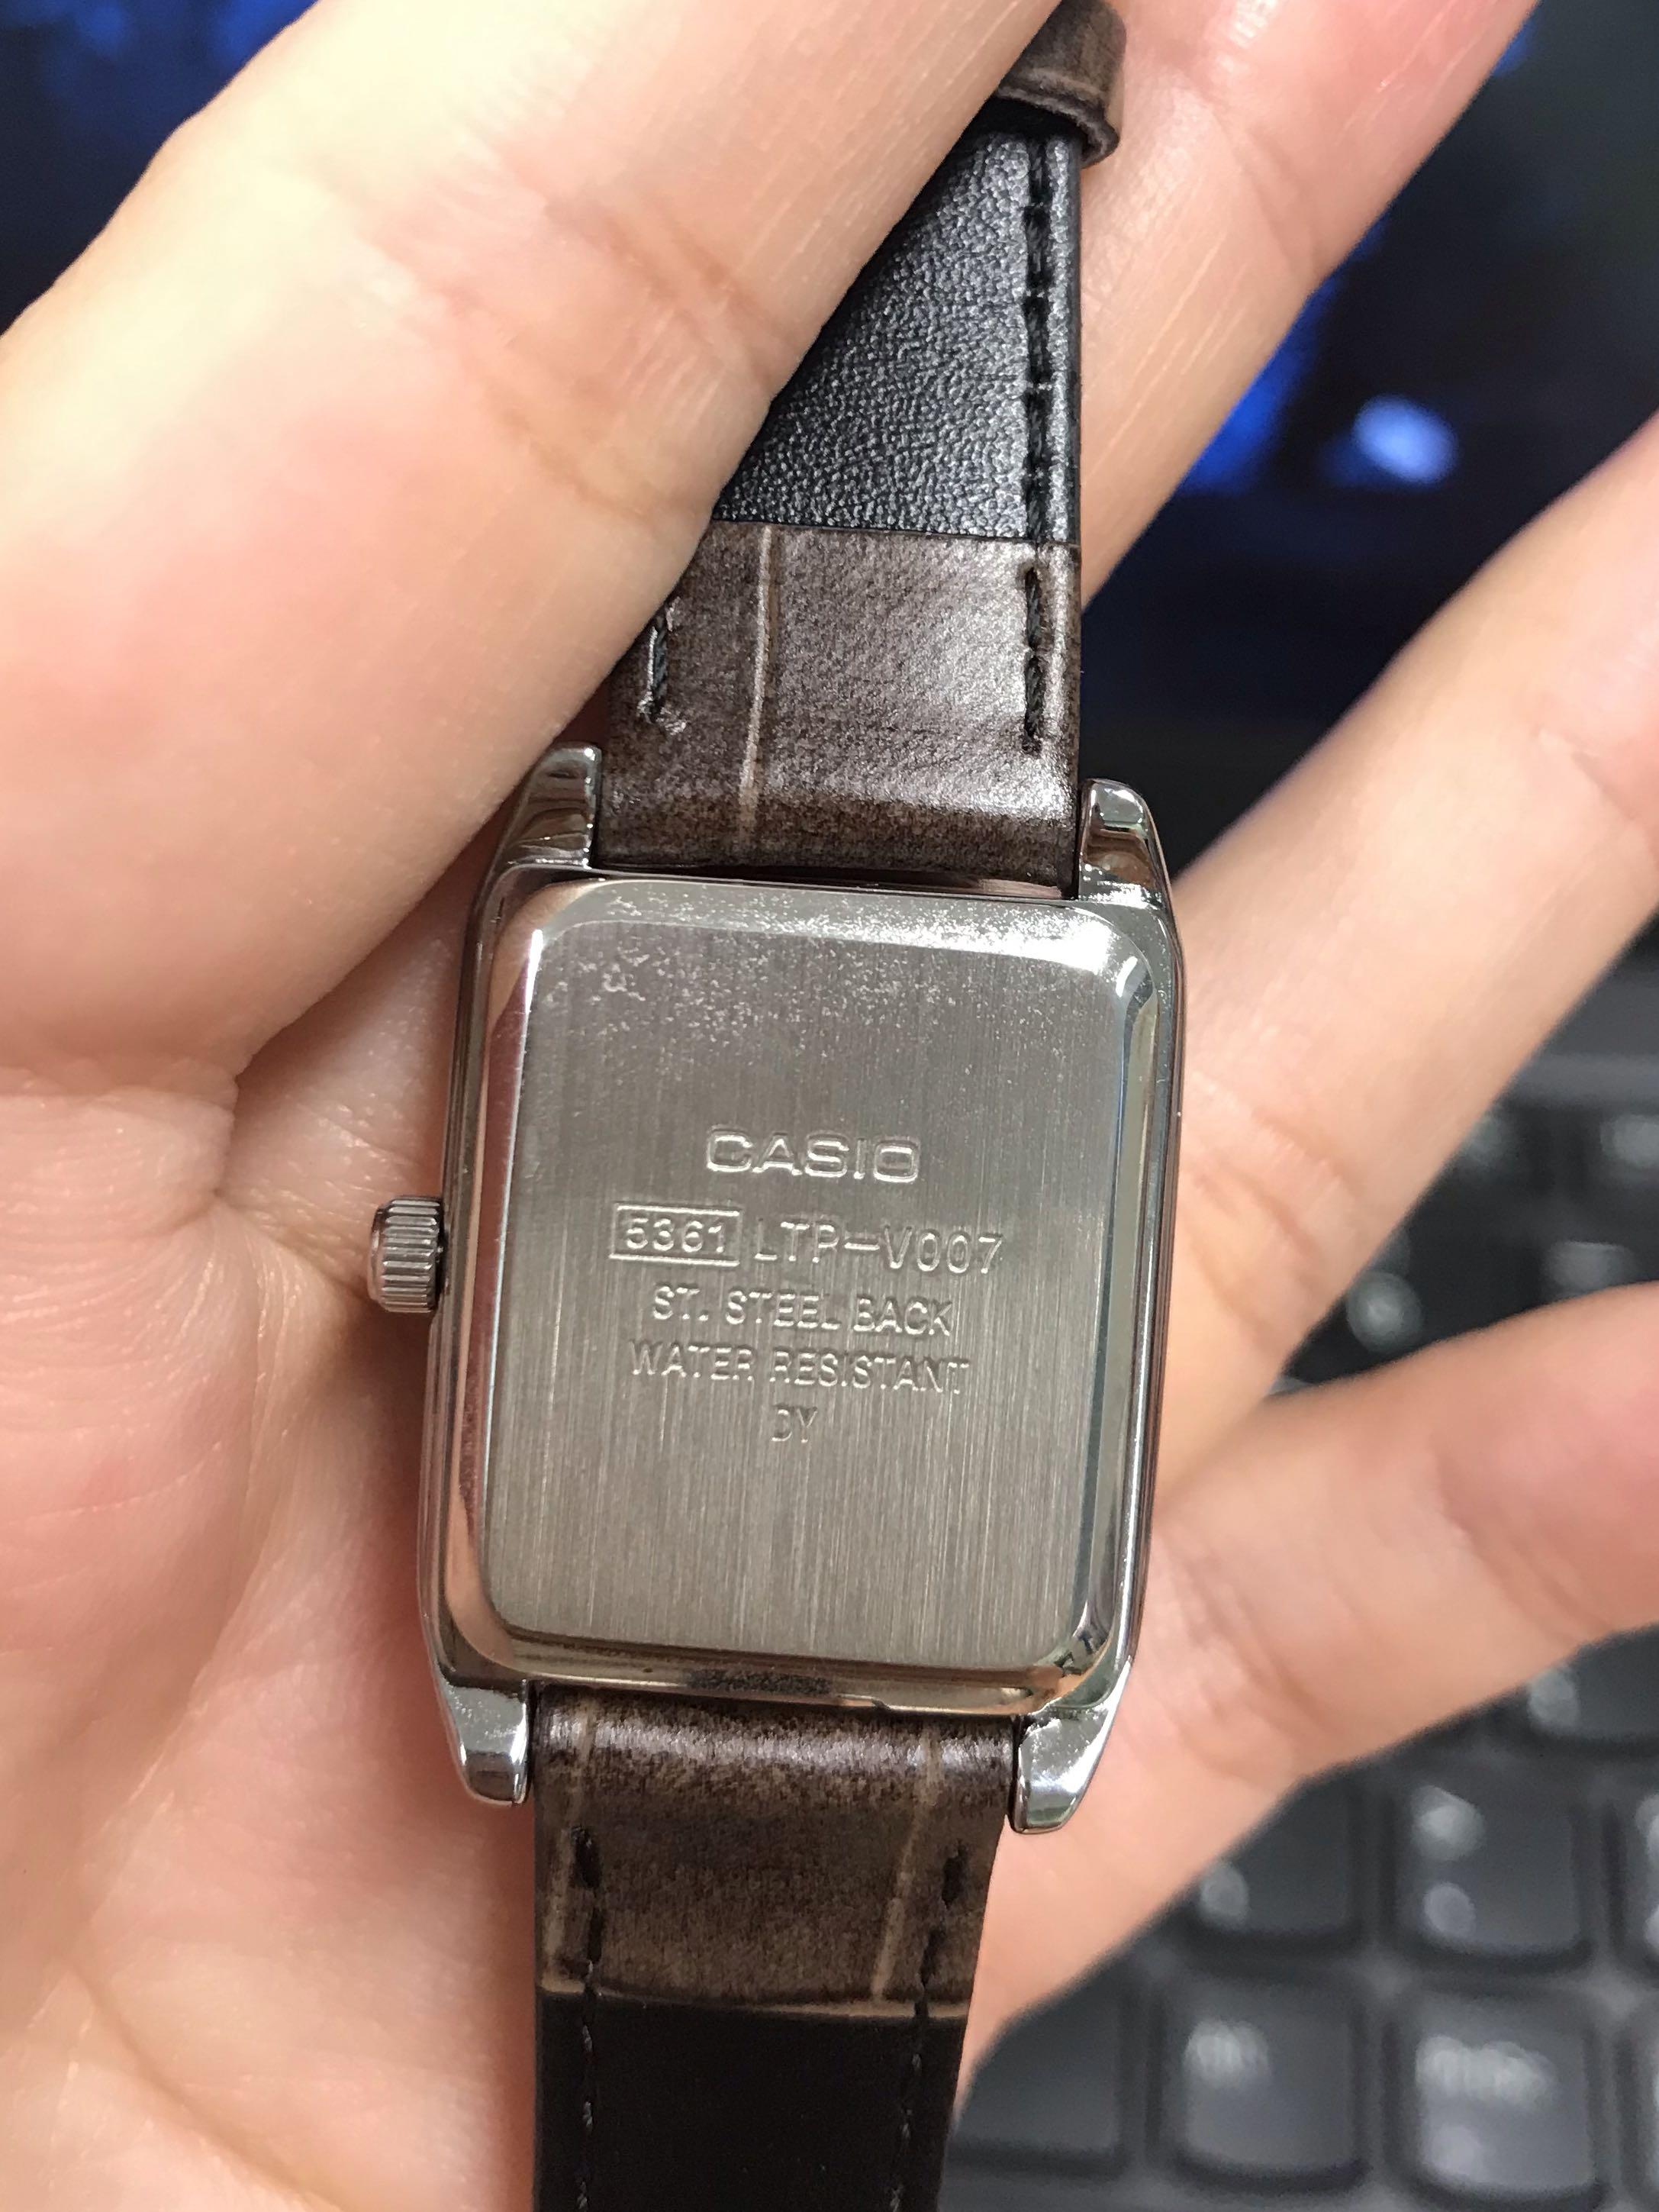 CASIO
5361 LTP-V007
ST. STEEL BACK
WATER RESISTANT
DY